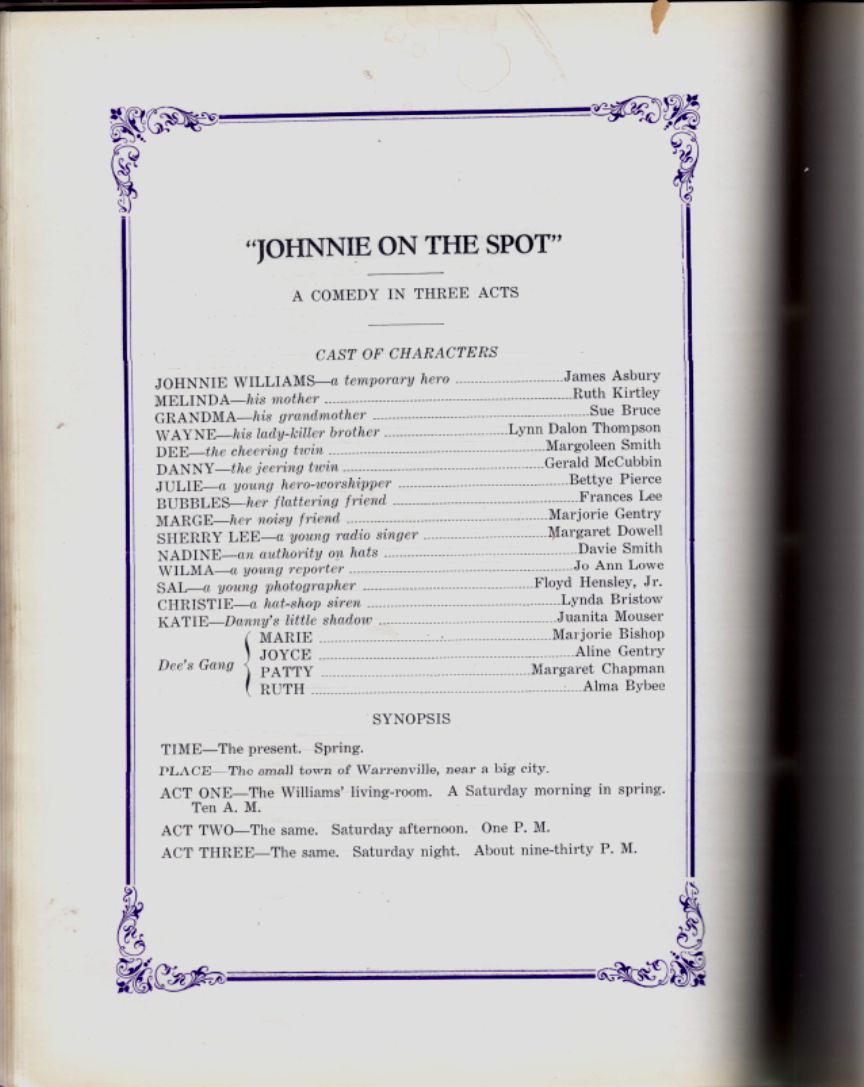 "JOHNNIE ON THE SPOT"
A COMEDY IN THREE ACTS
CAST OF CHARACTERS
JOHNNIE WILLIAMS—a temporary hero ........ James Asbury
MELINDA—his mother ........ Ruth Kirtley
GRANDMA—his grandmother ........ Sue Bruce
WAYNE—his lady-killer brother ........ Lynn Dalon Thompson
DEE—the cheering twin ........ Margoleen Smith
DANNY—the jeering twin ........ Gerald McCubbin
JULIE—a young hero-worshipper ........ Bettye Pierce
BUBBLES—her flattering friend ........ Frances Lee
MARGE—her noisy friend ........ Marjorie Gentry
SHERRY LEE—a young radio singer ........ Margaret Dowell
NADINE—an authority on hats ........ Davie Smith
WILMA—a young reporter ........ Jo Ann Lowe
SAL—a young photographer ........ Floyd Hensley, Jr.
CHRISTIE—a hat-shop siren ........ Lynda Bristow
KATIE—Danny's little shadow ........ Juanita Mouser
Dee's Gang
MARIE ........ Marjorie Bishop
JOYCE ........ Aline Gentry
PATTY ........ Margaret Chapman
RUTH ........ Alma Bybee
SYNOPSIS
TIME—The present. Spring.
PLACE—The small town of Warrenville, near a big city.
ACT ONE—The Williams' living-room. A Saturday morning in spring.
Ten A. M.
ACT TWO—The same. Saturday afternoon. One P. M.
ACT THREE—The same. Saturday night. About nine-thirty P. M.